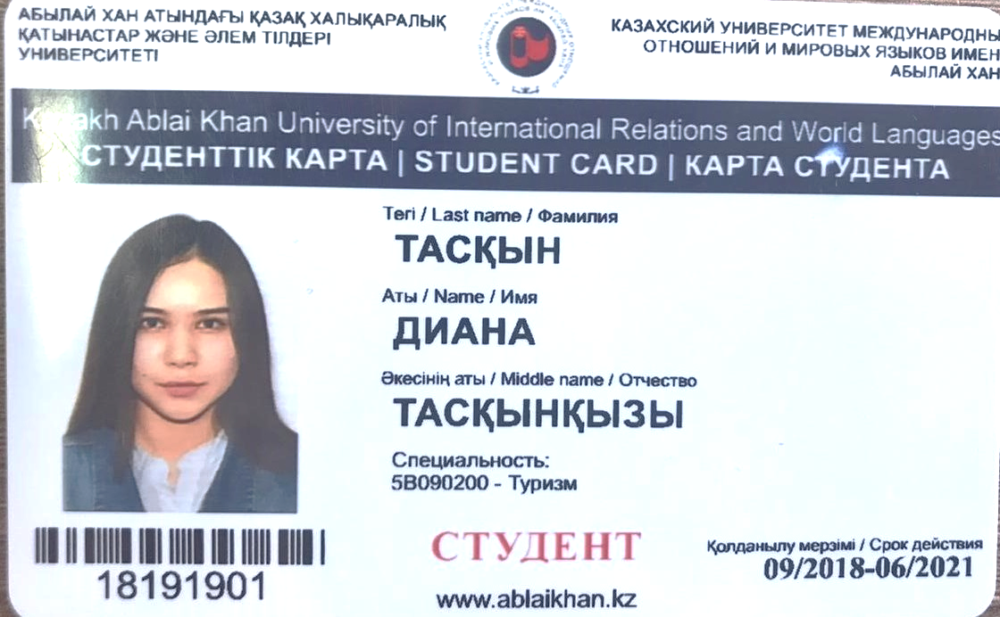 АБЫЛАЙ ХАН АТЫНДАҒЫ ҚАЗАҚ ХАЛЫҚАРАЛЫҚ
ҚАТЫНАСТАР ЖӘНЕ ӘЛЕМ ТІЛДЕРІ
УНИВЕРСИТЕТІ
КАЗАХСКИЙ УНИВЕРСИТЕТ МЕЖДУНАРОДНЫ
ОТНОШЕНИЙ И МИРОВЫХ ЯЗЫКОВ ИМЕН
АБЫЛАЙ ХАН
Kazakh Ablai Khan University of International Relations and World Languages
СТУДЕНТТІК КАРТА | STUDENT CARD | КАРТА СТУДЕНТА
Тегі / Last name / Фамилия
ТАСҚЫН
Аты / Name / Имя
ДИАНА
Әкесінің аты / Middle name / Отчество
ТАСҚЫНҚЫЗЫ
Специальность:
5В090200 - Туризм
СТУДЕНТ
Қолданылу мерзімі / Срок действия
09/2018-06/2021
18191901
www.ablaikhan.kz